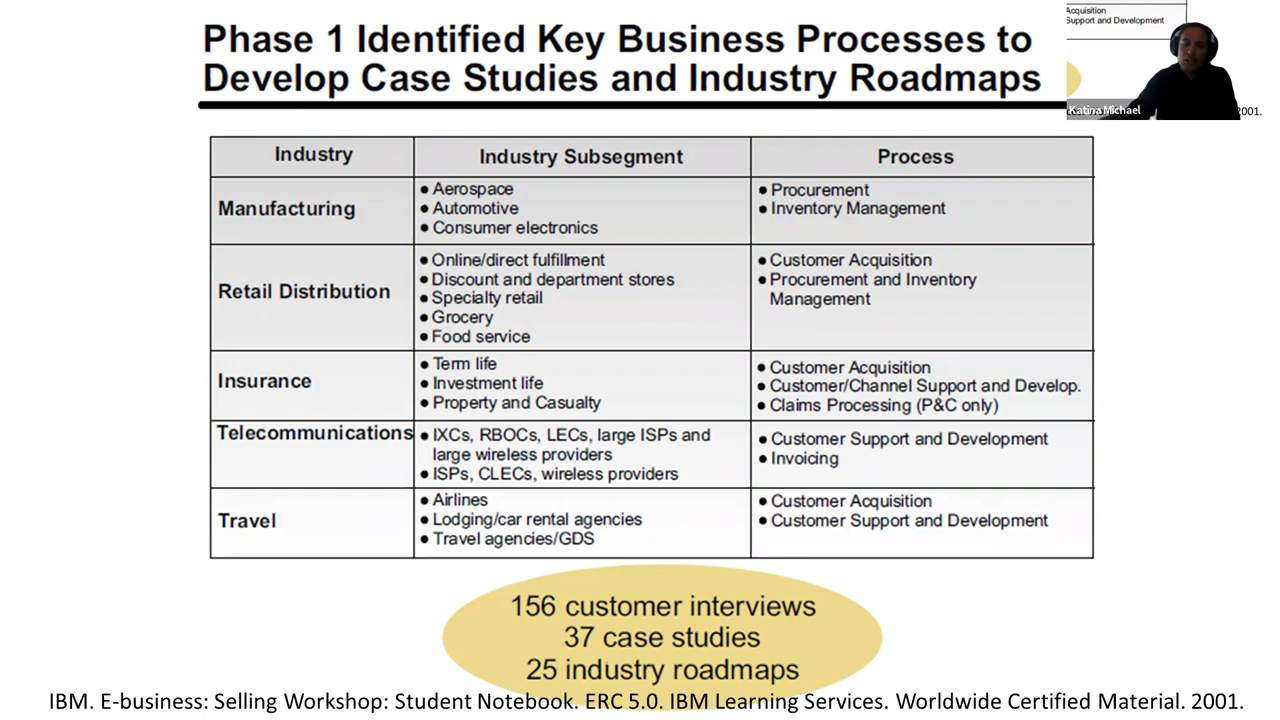 Phase 1 Identified Key Business Processes to
Develop Case Studies and Industry Roadmaps
Acquisition
Support and Development
Katina Michael
2001.
Industry
Industry Subsegment
Process
Manufacturing
● Aerospace
● Automotive
● Consumer electronics
● Procurement
● Inventory Management
Retail Distribution
● Online/direct fulfillment
● Discount and department stores
● Specialty retail
● Grocery
● Food service
● Customer Acquisition
● Procurement and Inventory
Management
Insurance
● Term life
● Investment life
● Property and Casualty
● Customer Acquisition
● Customer/Channel Support and Develop.
● Claims Processing (P&C only)
Telecommunications
● IXCs, RBOCs, LECs, large ISPs and
large wireless providers
● ISPs, CLECs, wireless providers
● Customer Support and Development
● Invoicing
Travel
● Airlines
● Lodging/car rental agencies
● Travel agencies/GDS
● Customer Acquisition
● Customer Support and Development
156 customer interviews
37 case studies
25 industry roadmaps
IBM. E-business: Selling Workshop: Student Notebook. ERC 5.0. IBM Learning Services. Worldwide Certified Material. 2001.